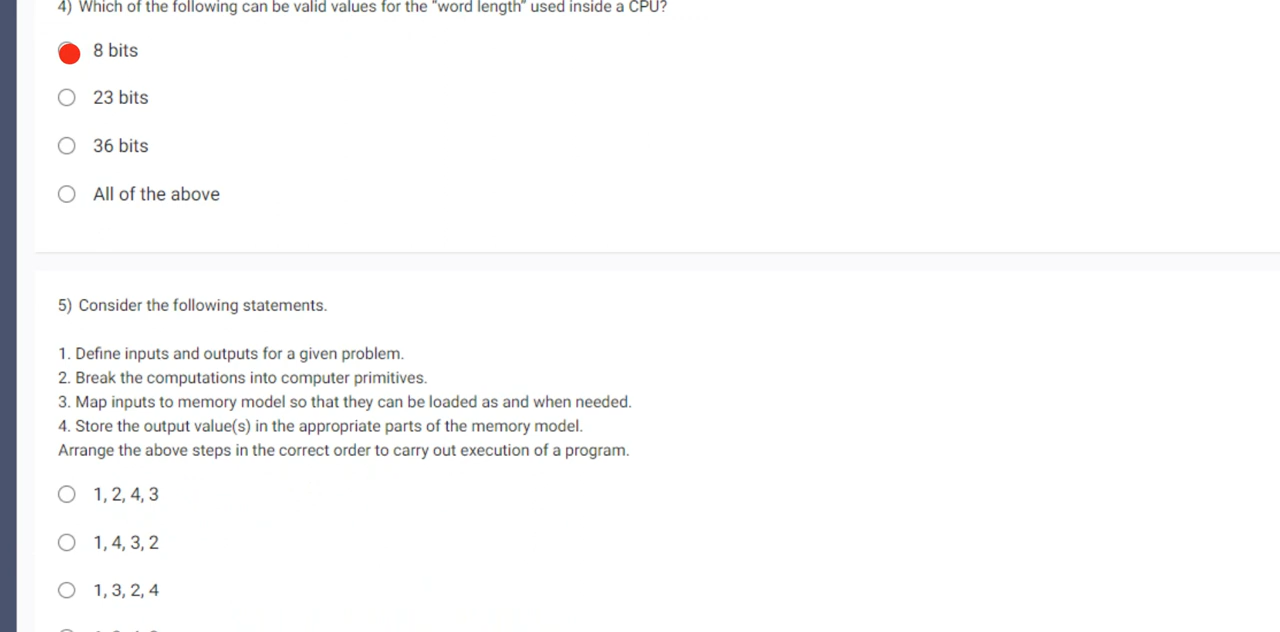 4) Which of the following can be valid values for the "word length" used inside a CPU?
8 bits
23 bits
36 bits
All of the above
5) Consider the following statements.
1. Define inputs and outputs for a given problem.
2. Break the computations into computer primitives.
3. Map inputs to memory model so that they can be loaded as and when needed.
4. Store the output value(s) in the appropriate parts of the memory model.
Arrange the above steps in the correct order to carry out execution of a program.
1, 2, 4, 3
1, 4, 3, 2
1, 3, 2, 4